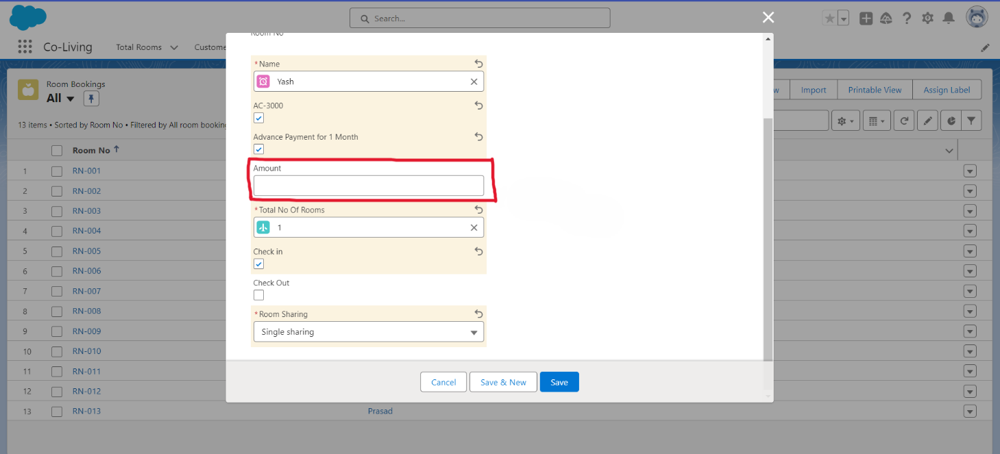 Search...
Co-Living
Total Rooms
Custome
Room Bookings
All
13 items • Sorted by Room No • Filtered by All room booking
Import
Printable View
Assign Label
Room No
1 RN-001
2 RN-002
3 RN-003
4 RN-004
5 RN-005
6 RN-006
7 RN-007
8 RN-008
9 RN-009
10 RN-010
11 RN-011
12 RN-012
13 RN-013 Prasad
Room No
* Name
Yash
AC-3000
Advance Payment for 1 Month
Amount
* Total No Of Rooms
1
Check in
Check Out
* Room Sharing
Single sharing
Cancel
Save & New
Save